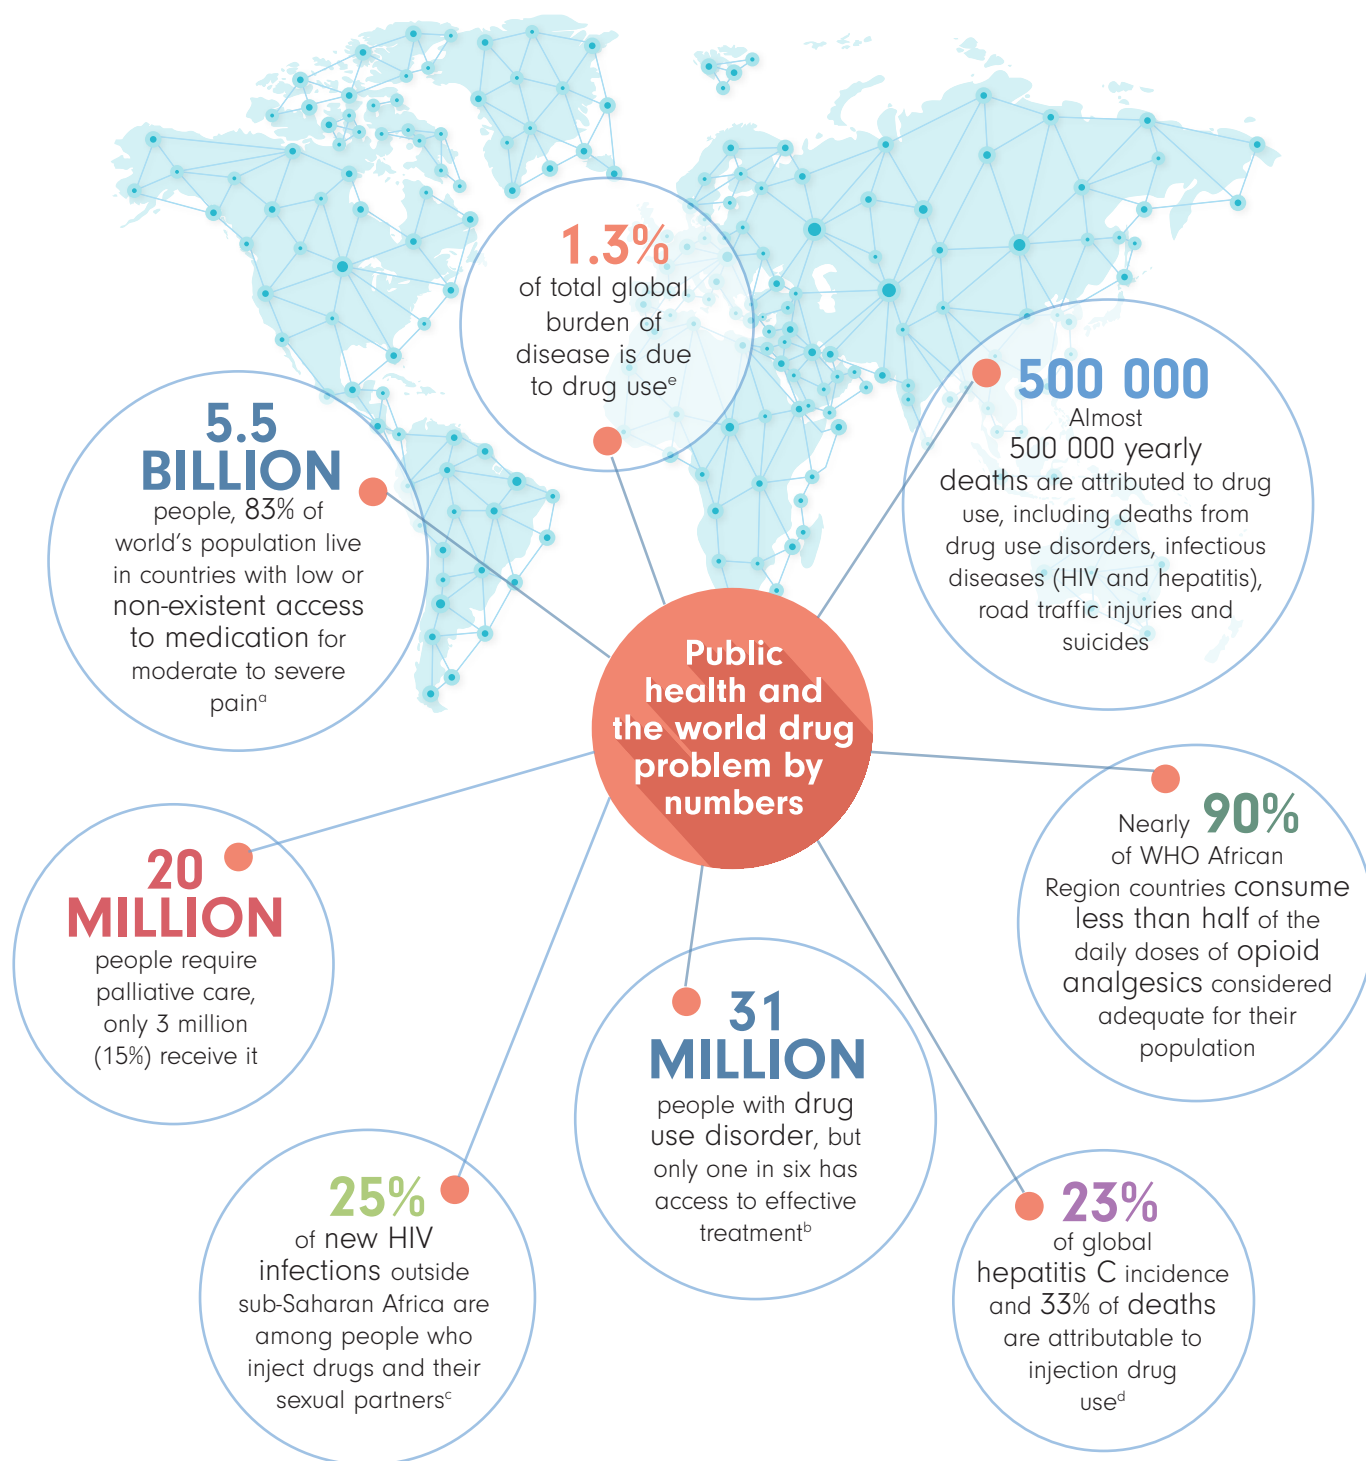 1.3%
of total global
burden of
disease is due
to drug useᵉ
500 000
Almost
500 000 yearly
deaths are attributed to drug
use, including deaths from
drug use disorders, infectious
diseases (HIV and hepatitis),
road traffic injuries and
suicides
5.5
BILLION
people, 83% of
world’s population live
in countries with low or
non-existent access
to medication for
moderate to severe
painᵃ
Public
health and
the world drug
problem by
numbers
Nearly 90%
of WHO African
Region countries consume
less than half of the
daily doses of opioid
analgesics considered
adequate for their
population
20
MILLION
people require
palliative care,
only 3 million
(15%) receive it
31
MILLION
people with drug
use disorder, but
only one in six has
access to effective
treatmentᵇ
25%
of new HIV
infections outside
sub-Saharan Africa are
among people who
inject drugs and their
sexual partnersᶜ
23%
of global
hepatitis C incidence
and 33% of deaths
are attributable to
injection drug
useᵈ